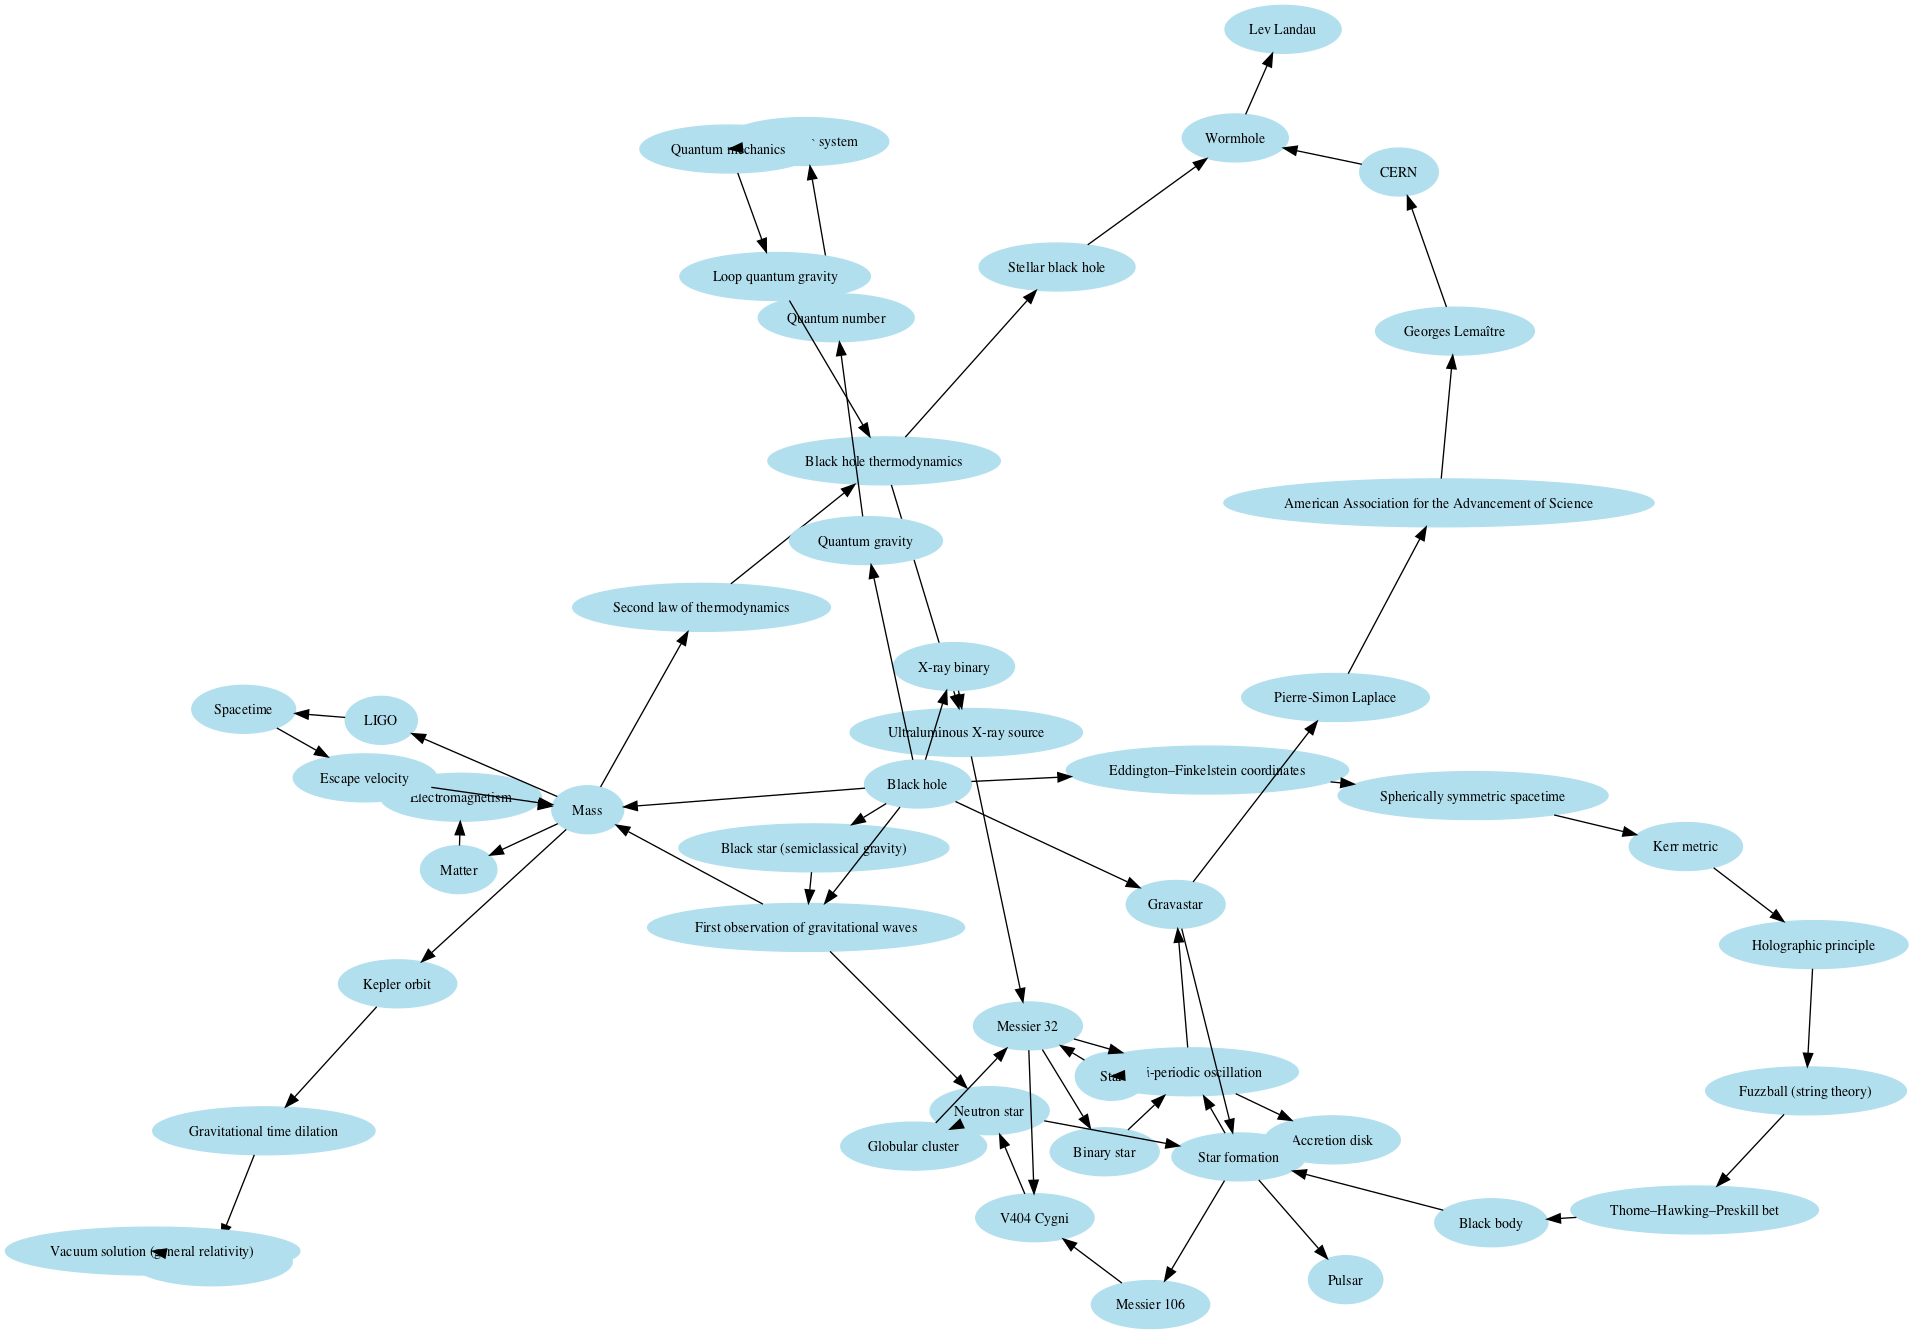 Lev Landau
Wormhole
Quantum mechanics
system
CERN
Stellar black hole
Loop quantum gravity
Quantum number
Georges Lemaître
Black hole thermodynamics
American Association for the Advancement of Science
Quantum gravity
Second law of thermodynamics
X-ray binary
Pierre-Simon Laplace
Spacetime
LIGO
Ultraluminous X-ray source
Eddington–Finkelstein coordinates
Escape velocity
Black hole
Electromagnetism
Spherically symmetric spacetime
Mass
Black star (semiclassical gravity)
Kerr metric
Matter
Gravastar
First observation of gravitational waves
Holographic principle
Kepler orbit
Messier 32
Star
i-periodic oscillation
Fuzzball (string theory)
Neutron star
Gravitational time dilation
Globular cluster
Binary star
Accretion disk
Star formation
Thorne–Hawking–Preskill bet
V404 Cygni
Black body
Vacuum solution (general relativity)
Pulsar
Messier 106